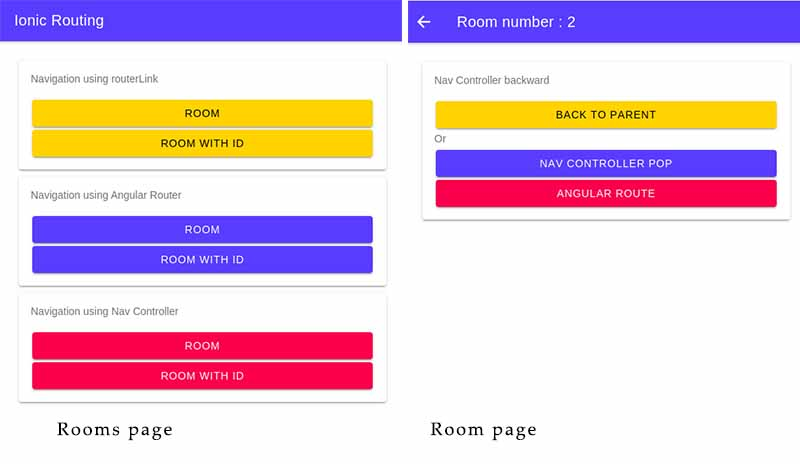 Ionic Routing
Navigation using routerLink
ROOM
ROOM WITH ID
Navigation using Angular Router
ROOM
ROOM WITH ID
Navigation using Nav Controller
ROOM
ROOM WITH ID
Rooms page
Room number : 2
Nav Controller backward
BACK TO PARENT
Or
NAV CONTROLLER POP
ANGULAR ROUTE
Room page